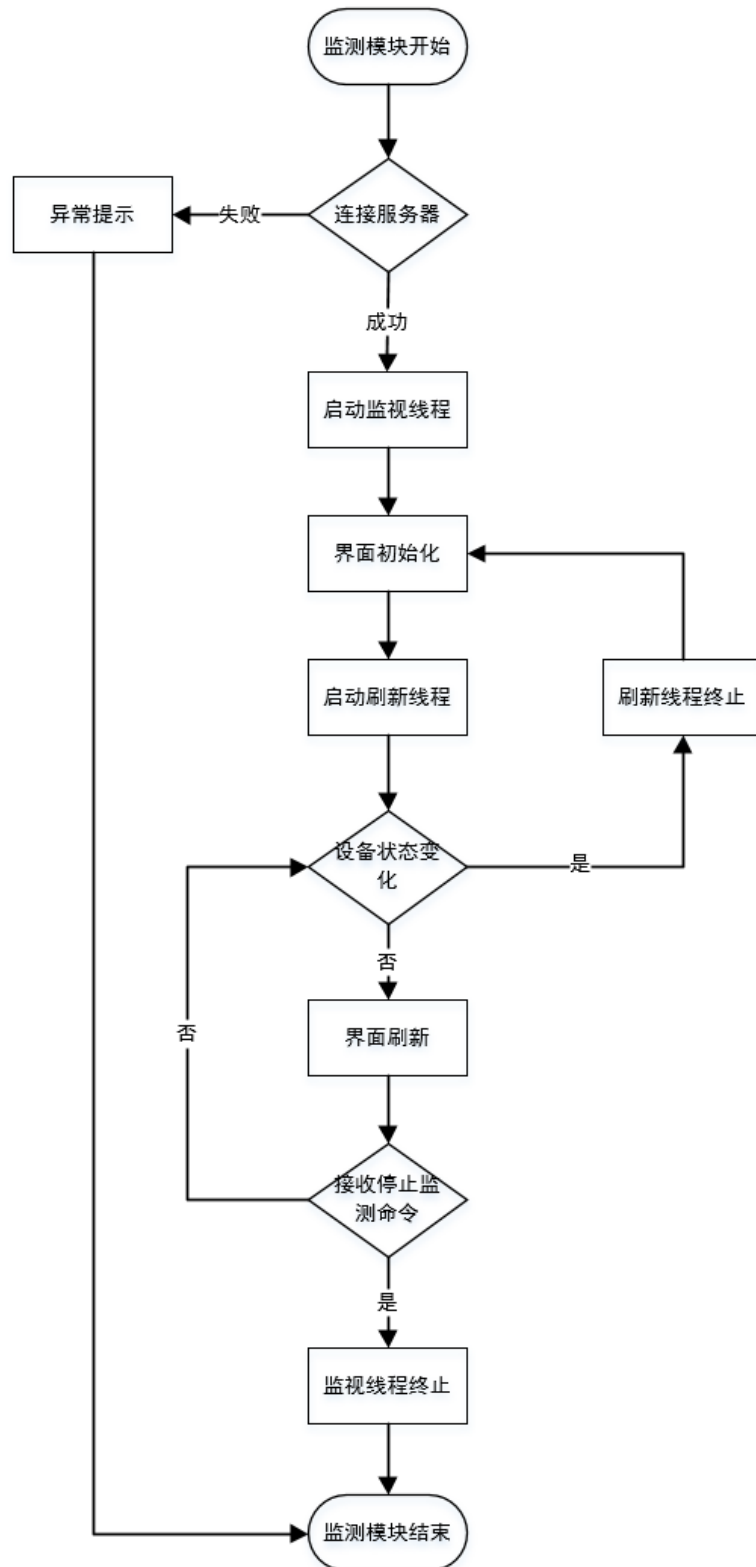 监测模块开始
异常提示
失败
连接服务器
成功
启动监视线程
界面初始化
启动刷新线程
刷新线程终止
设备状态变
化
是
否
否
界面刷新
接收停止监
测命令
是
监视线程终止
监测模块结束